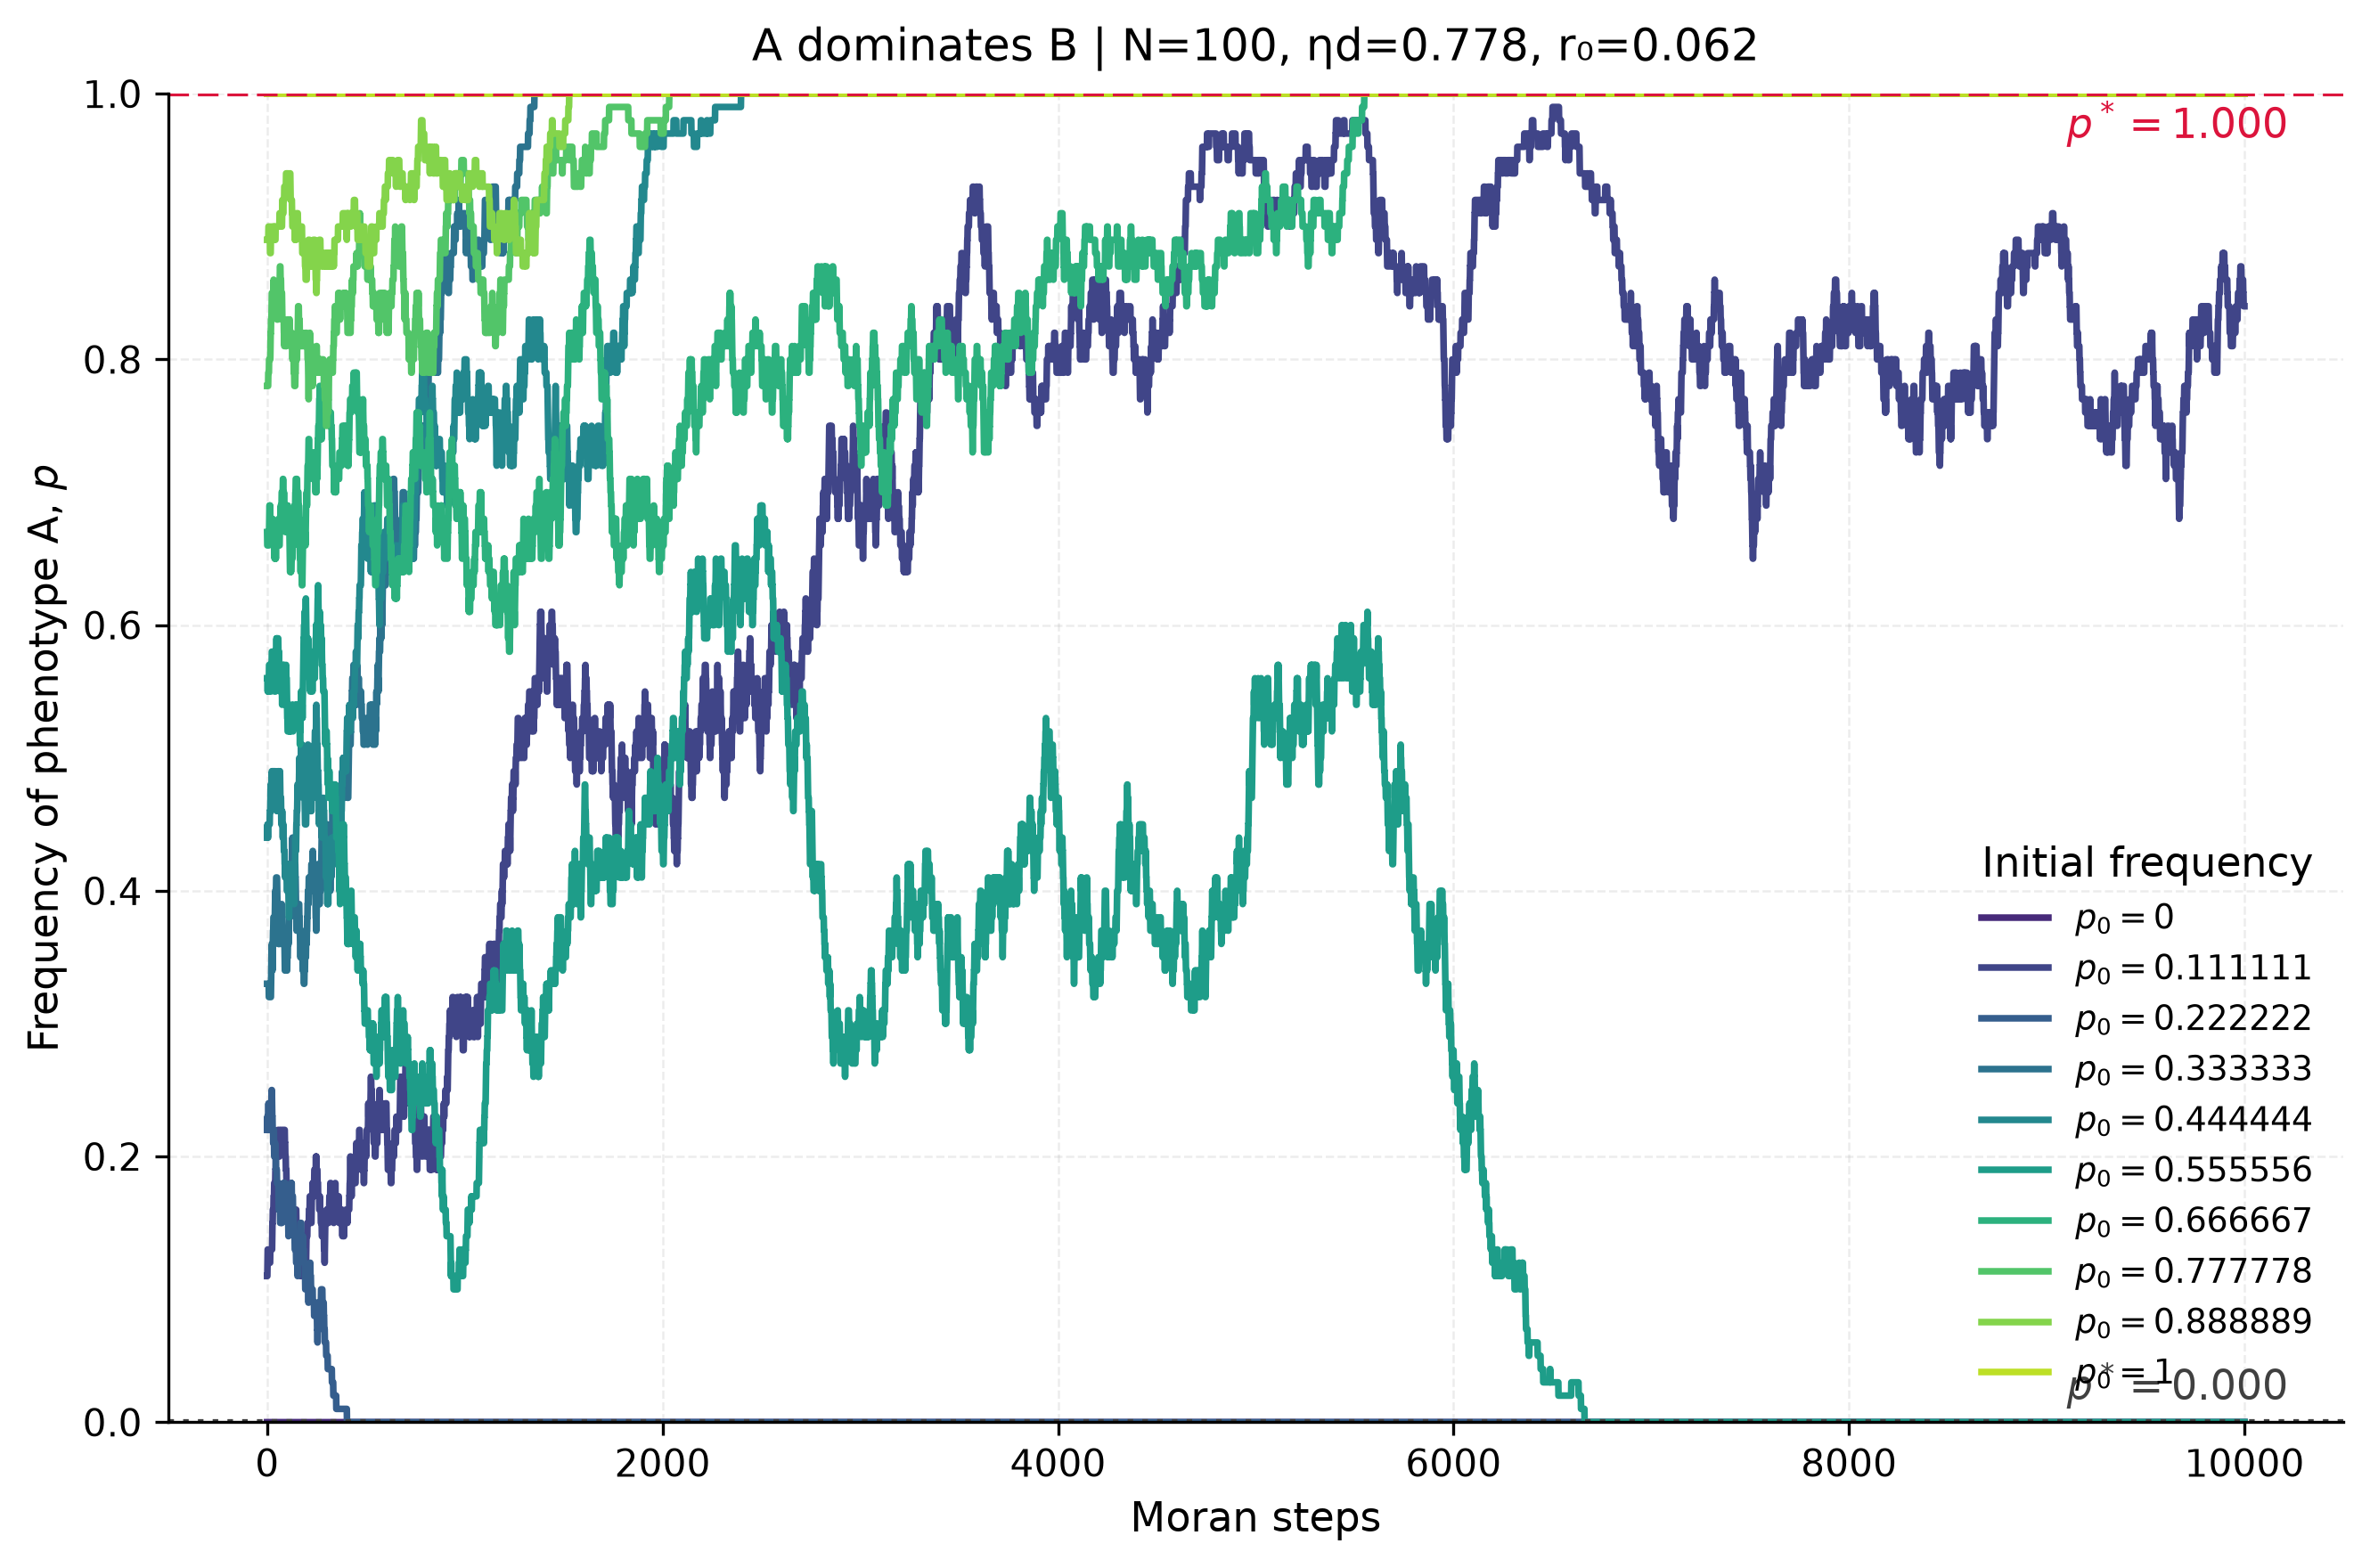 A dominates B | N=100, ηd=0.778, r₀=0.062
1.0
0.8
0.6
0.4
0.2
0.0
Frequency of phenotype A, p
p* = 1.000
Initial frequency
p₀ = 0
p₀ = 0.111111
p₀ = 0.222222
p₀ = 0.333333
p₀ = 0.444444
p₀ = 0.555556
p₀ = 0.666667
p₀ = 0.777778
p₀ = 0.888889
p₀ = 1
p* = 0.000
0 2000 4000 6000 8000 10000
Moran steps